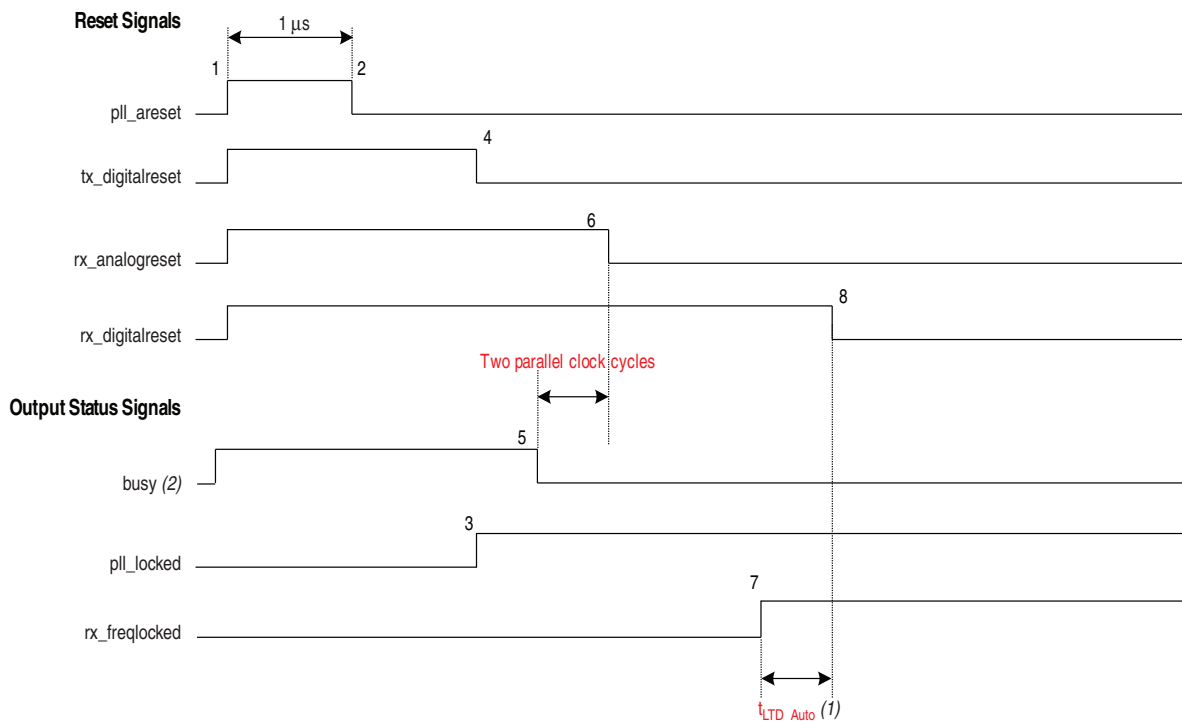 Reset Signals
1 μs
1
2
pll_areset
4
tx_digitalreset
6
rx_analogreset
8
rx_digitalreset
Two parallel clock cycles
Output Status Signals
5
busy (2)
3
pll_locked
7
rx_freqlocked
tLTD_Auto (1)